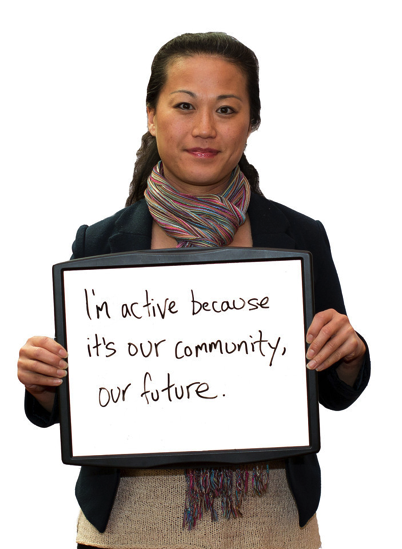 I'm active because
it's our community,
our future.